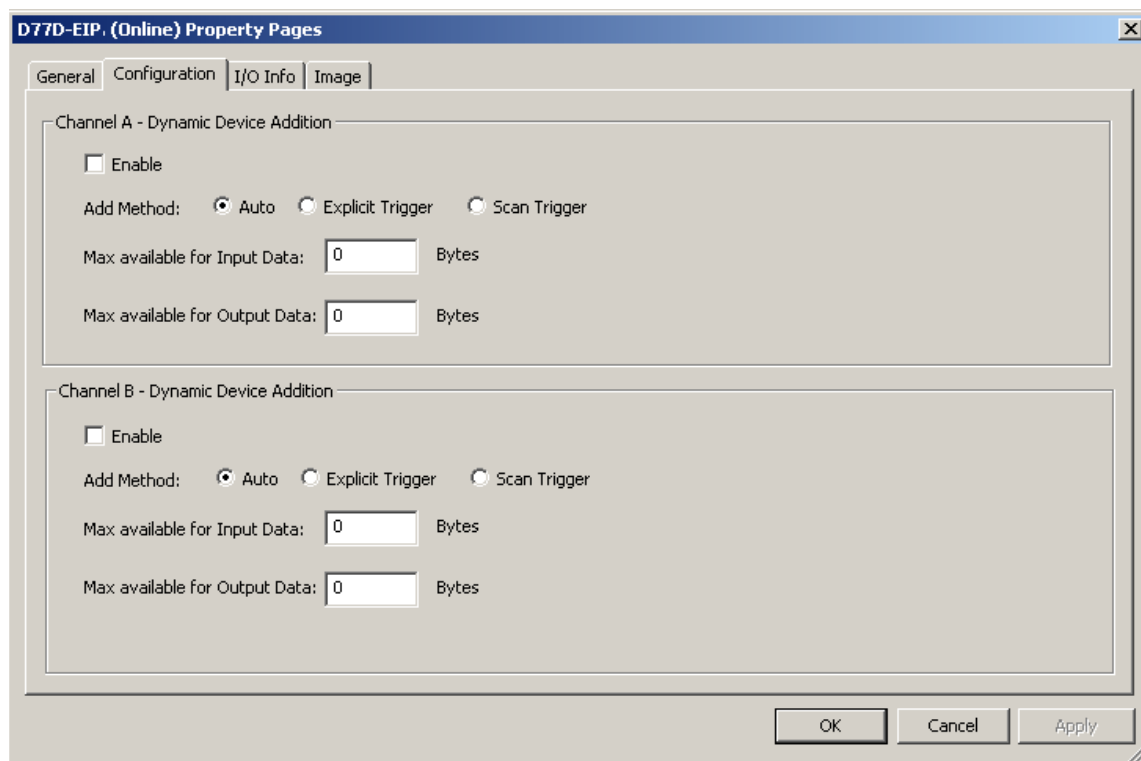 D77D-EIP. (Online) Property Pages
General Configuration I/O Info Image
Channel A - Dynamic Device Addition
Enable
Add Method: Auto Explicit Trigger Scan Trigger
Max available for Input Data: 0 Bytes
Max available for Output Data: 0 Bytes
Channel B - Dynamic Device Addition
Enable
Add Method: Auto Explicit Trigger Scan Trigger
Max available for Input Data: 0 Bytes
Max available for Output Data: 0 Bytes
OK Cancel Apply